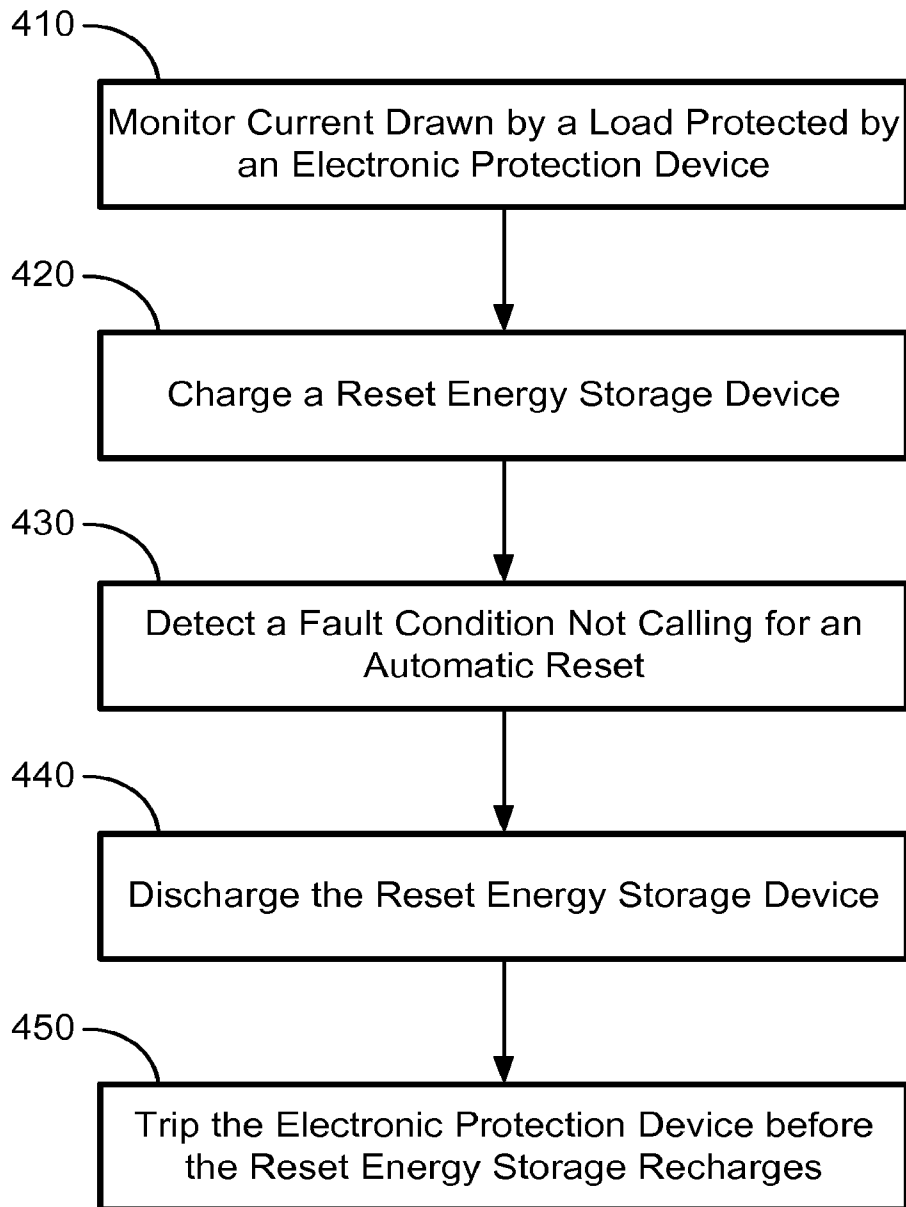 410
Monitor Current Drawn by a Load Protected by
an Electronic Protection Device
420
Charge a Reset Energy Storage Device
430
Detect a Fault Condition Not Calling for an
Automatic Reset
440
Discharge the Reset Energy Storage Device
450
Trip the Electronic Protection Device before
the Reset Energy Storage Recharges